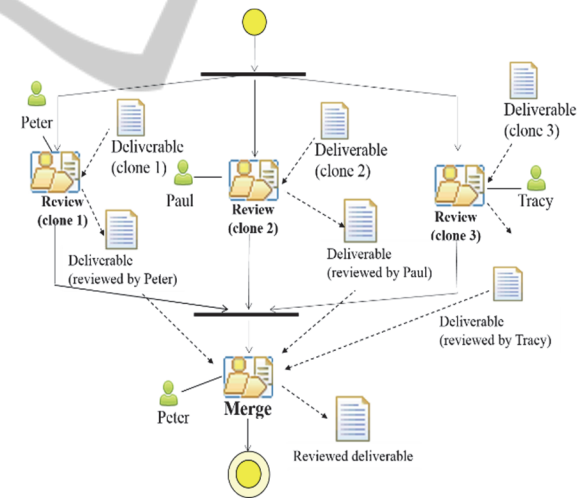 Peter
Deliverable
(clone 1)
Review
(clone 1)
Deliverable
(reviewed by Peter)
Paul
Deliverable
(clone 2)
Review
(clone 2)
Deliverable
(reviewed by Paul)
Deliverable
(clone 3)
Review
(clone 3)
Tracy
Deliverable
(reviewed by Tracy)
Peter
Merge
Reviewed deliverable